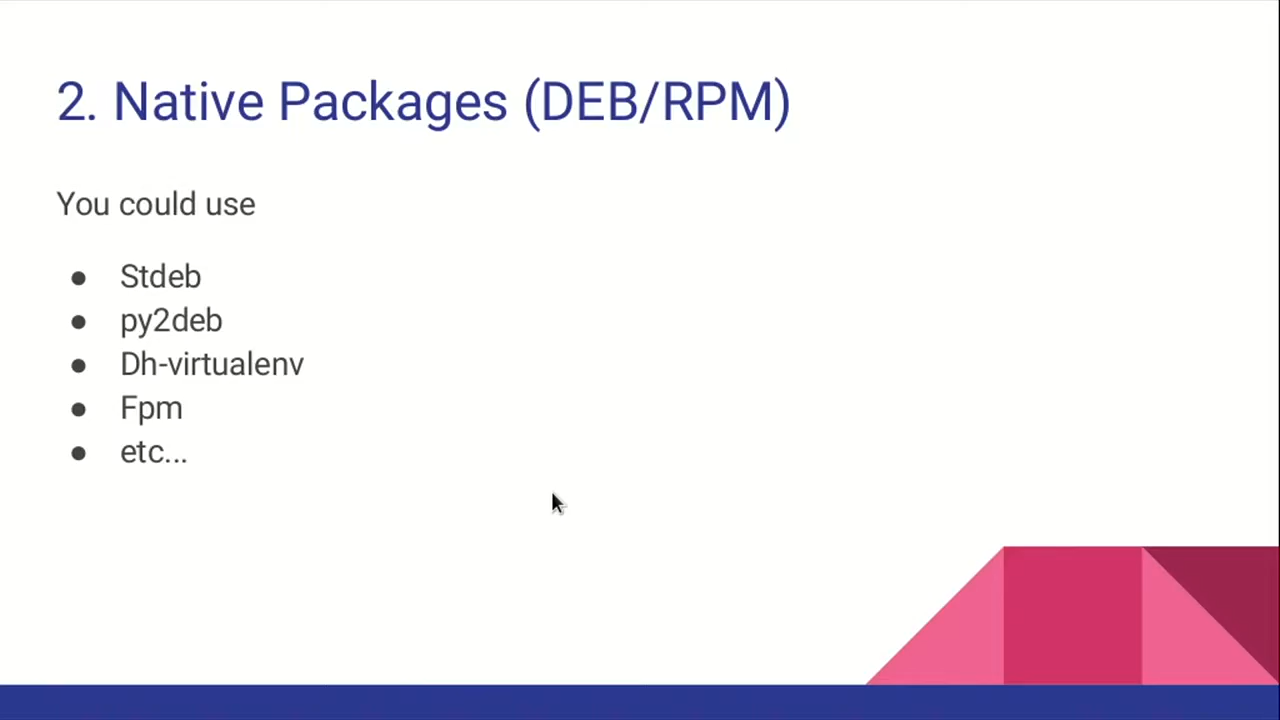 2. Native Packages (DEB/RPM)
You could use
● Stdeb
● py2deb
● Dh-virtualenv
● Fpm
● etc...